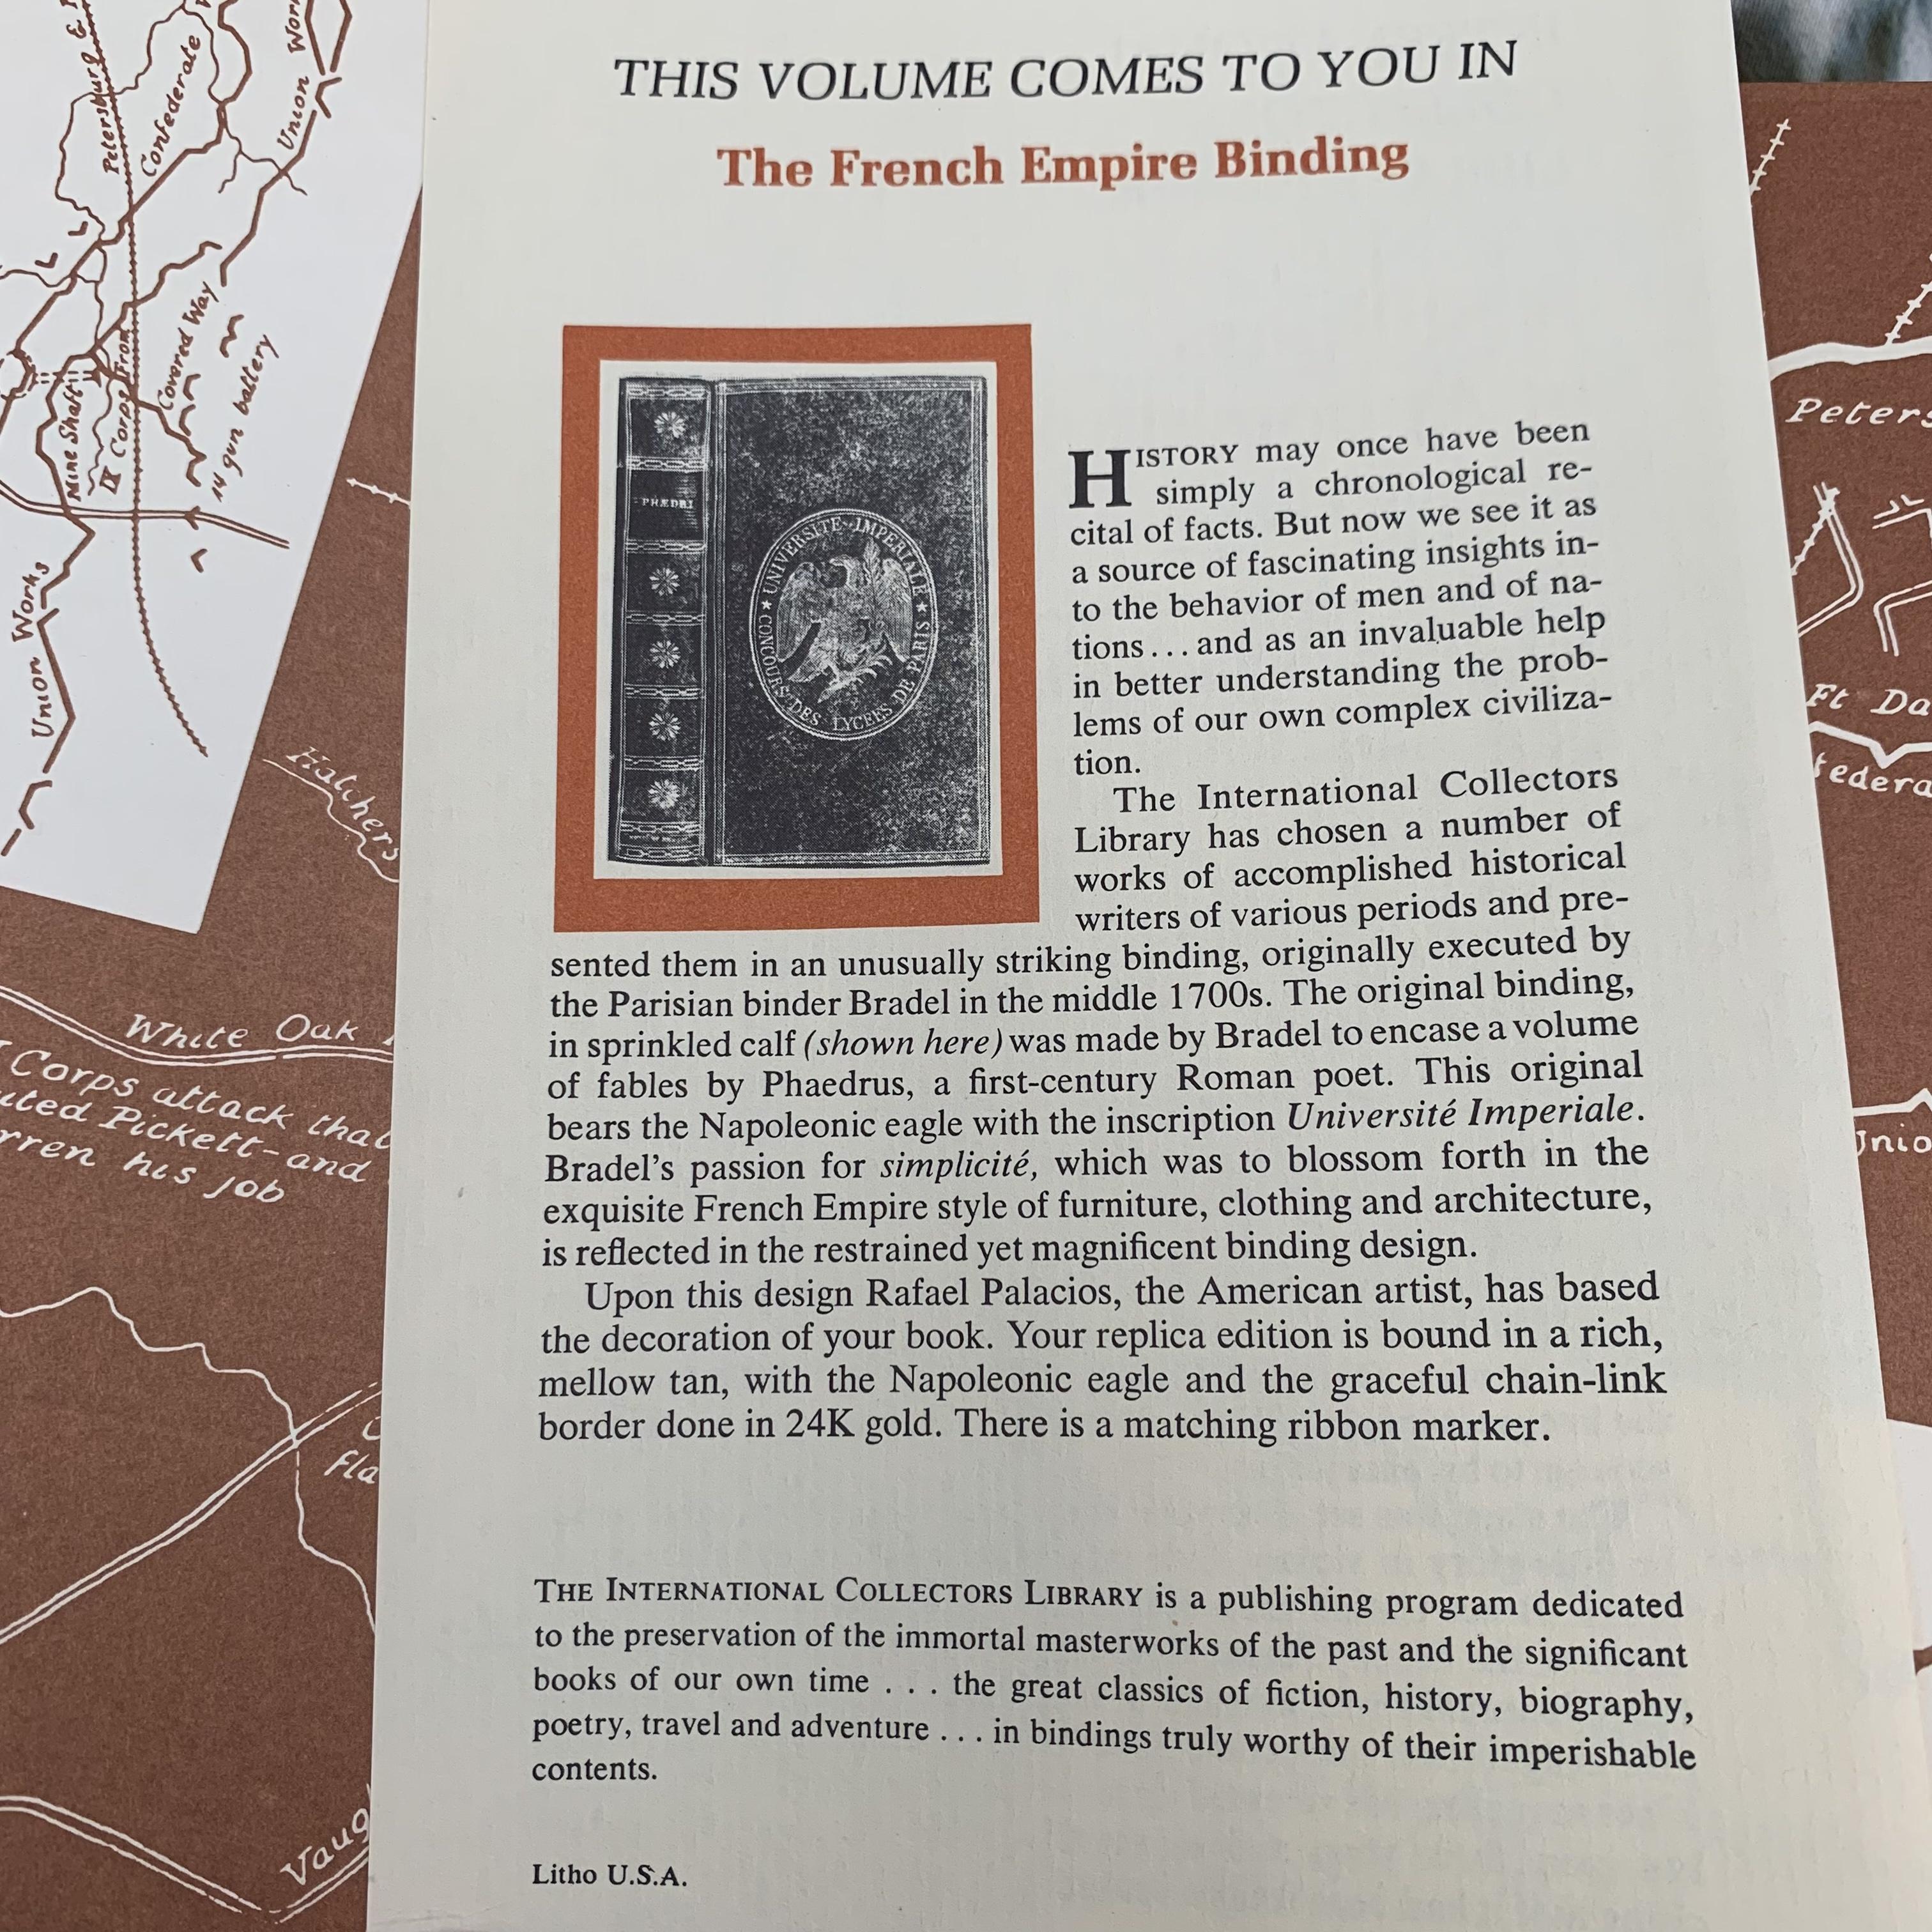 THIS VOLUME COMES TO YOU IN
The French Empire Binding
PHÆDRI
★ UNIVERSITE IMPERIALE ★
CONCOURS DES LYCEES DE PARIS
HISTORY may once have been
simply a chronological re-
cital of facts. But now we see it as
a source of fascinating insights in-
to the behavior of men and of na-
tions... and as an invaluable help
in better understanding the prob-
lems of our own complex civiliza-
tion.
The International Collectors
Library has chosen a number of
works of accomplished historical
writers of various periods and pre-
sented them in an unusually striking binding, originally executed by
the Parisian binder Bradel in the middle 1700s. The original binding,
in sprinkled calf (shown here) was made by Bradel to encase a volume
of fables by Phaedrus, a first-century Roman poet. This original
bears the Napoleonic eagle with the inscription Université Imperiale.
Bradel's passion for simplicité, which was to blossom forth in the
exquisite French Empire style of furniture, clothing and architecture,
is reflected in the restrained yet magnificent binding design.
Upon this design Rafael Palacios, the American artist, has based
the decoration of your book. Your replica edition is bound in a rich,
mellow tan, with the Napoleonic eagle and the graceful chain-link
border done in 24K gold. There is a matching ribbon marker.
THE INTERNATIONAL COLLECTORS LIBRARY is a publishing program dedicated
to the preservation of the immortal masterworks of the past and the significant
books of our own time . . . the great classics of fiction, history, biography,
poetry, travel and adventure . . . in bindings truly worthy of their imperishable
contents.
Litho U.S.A.
Petersburg &
Confederate
Union Wor
Covered Way
14 gun battery
Mine Shaft
IX Corps Front
Union Works
Hatchers
White Oak
Corps attack that
uted Pickett-and
rren his job
fla
Vaug
Peters
Ft Da
federa
Unio